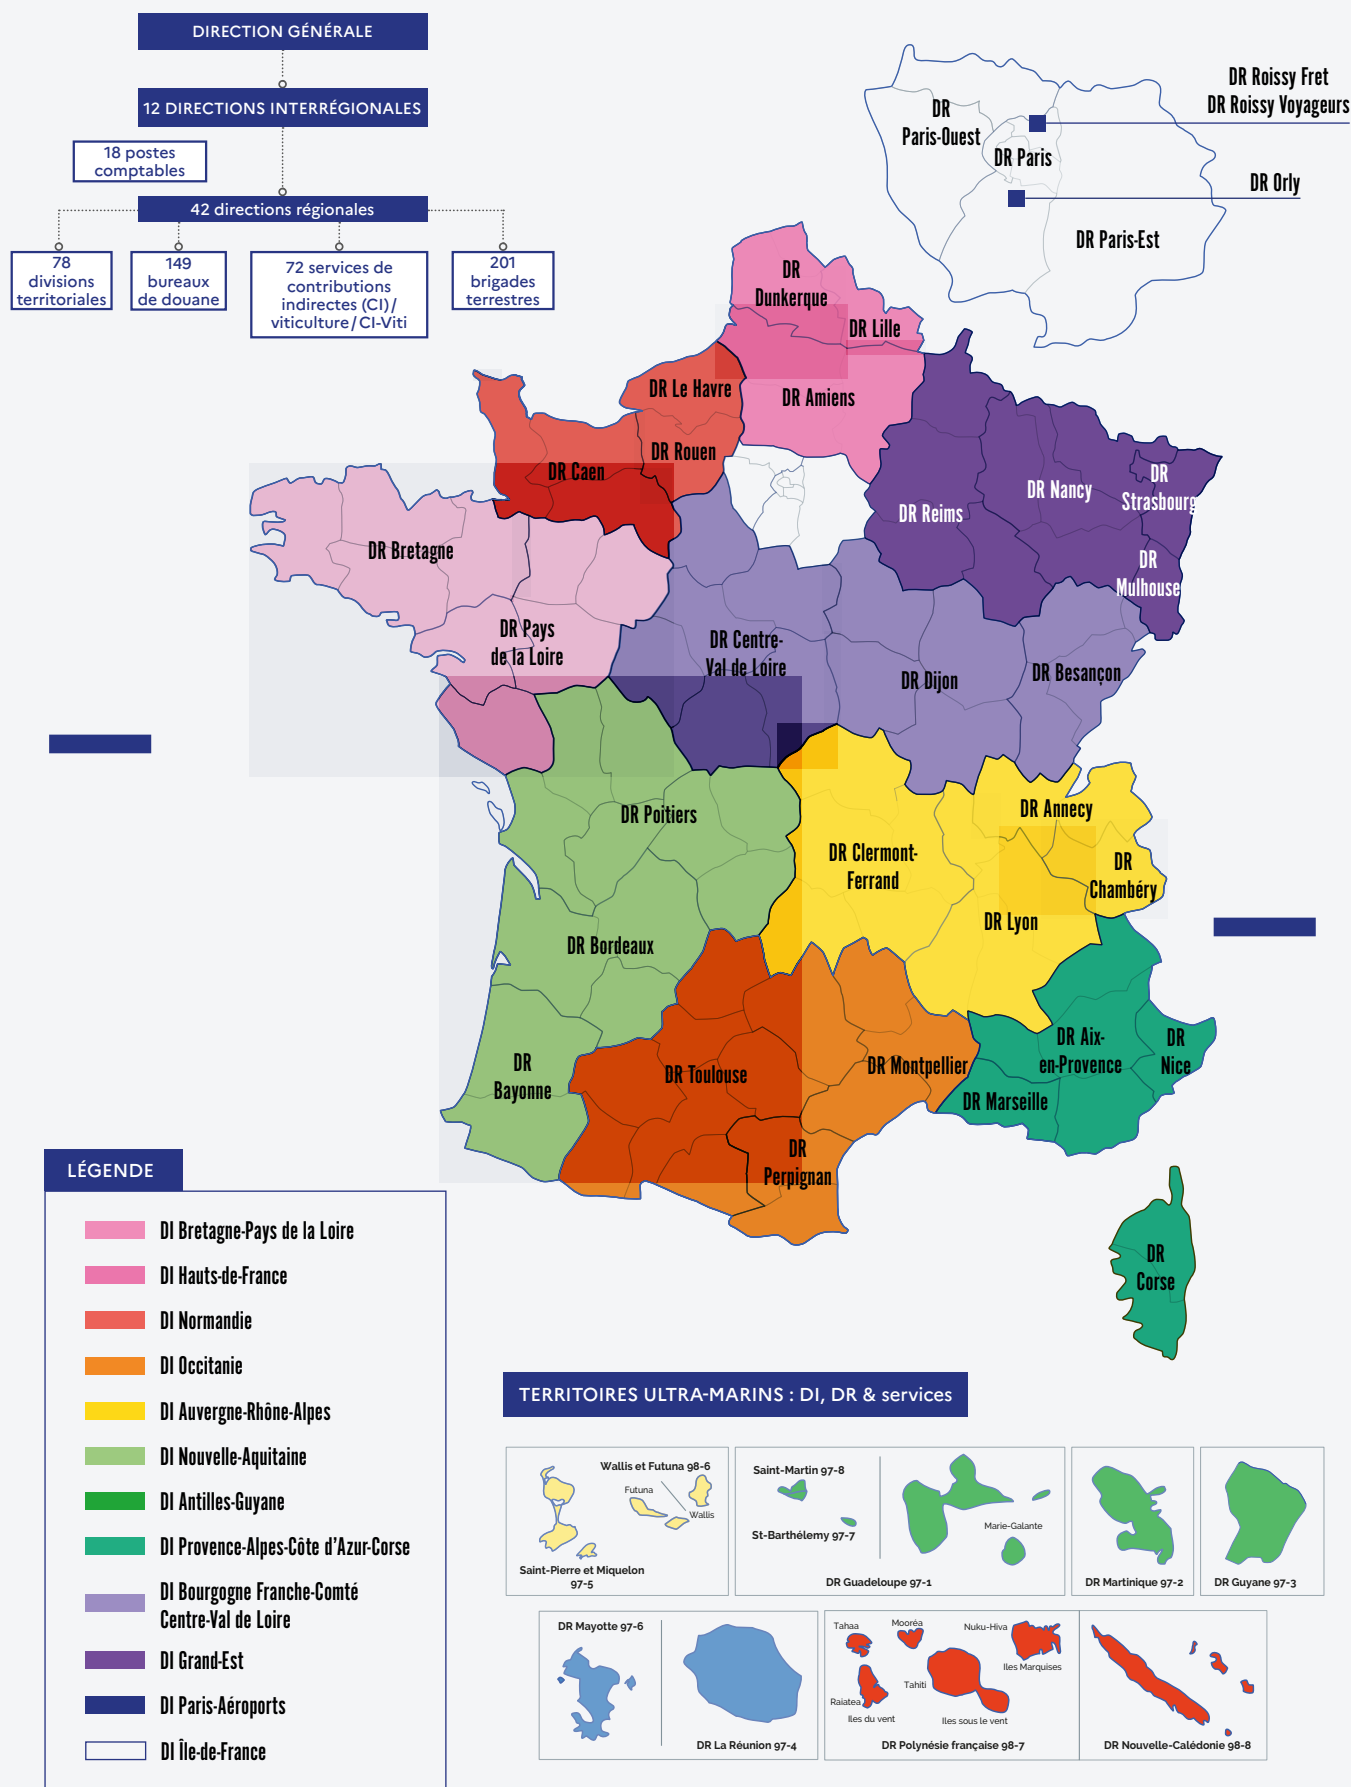 DIRECTION GÉNÉRALE
12 DIRECTIONS INTERRÉGIONALES
18 postes
comptables
42 directions régionales
78
divisions
territoriales
149
bureaux
de douane
72 services de
contributions
indirectes (CI)/
viticulture/CI-Viti
201
brigades
terrestres
DR Roissy Fret
DR Roissy Voyageurs
DR
Paris-Ouest
DR Paris
DR Orly
DR Paris-Est
DR
Dunkerque
DR Lille
DR Le Havre
DR Amiens
DR Rouen
DR Caen
DR Reims
DR Nancy
DR
Strasbourg
DR
Mulhouse
DR Bretagne
DR Pays
de la Loire
DR Centre-
Val de Loire
DR Dijon
DR Besançon
DR Poitiers
DR Annecy
DR Clermont-
Ferrand
DR
Chambéry
DR Lyon
DR Bordeaux
DR
Bayonne
DR Toulouse
DR Montpellier
DR Aix-
en-Provence
DR
Nice
DR Marseille
DR
Perpignan
DR
Corse
LÉGENDE
DI Bretagne-Pays de la Loire
DI Hauts-de-France
DI Normandie
DI Occitanie
DI Auvergne-Rhône-Alpes
DI Nouvelle-Aquitaine
DI Antilles-Guyane
DI Provence-Alpes-Côte d'Azur-Corse
DI Bourgogne Franche-Comté
Centre-Val de Loire
DI Grand-Est
DI Paris-Aéroports
DI Île-de-France
TERRITOIRES ULTRA-MARINS : DI, DR & services
Wallis et Futuna 98-6
Futuna
Wallis
Saint-Pierre et Miquelon
97-5
Saint-Martin 97-8
St-Barthélemy 97-7
Marie-Galante
DR Guadeloupe 97-1
DR Martinique 97-2
DR Guyane 97-3
DR Mayotte 97-6
DR La Réunion 97-4
Tahaa
Mooréa
Nuku-Hiva
Iles Marquises
Tahiti
Raiatea
Iles du vent
Iles sous le vent
DR Polynésie française 98-7
DR Nouvelle-Calédonie 98-8